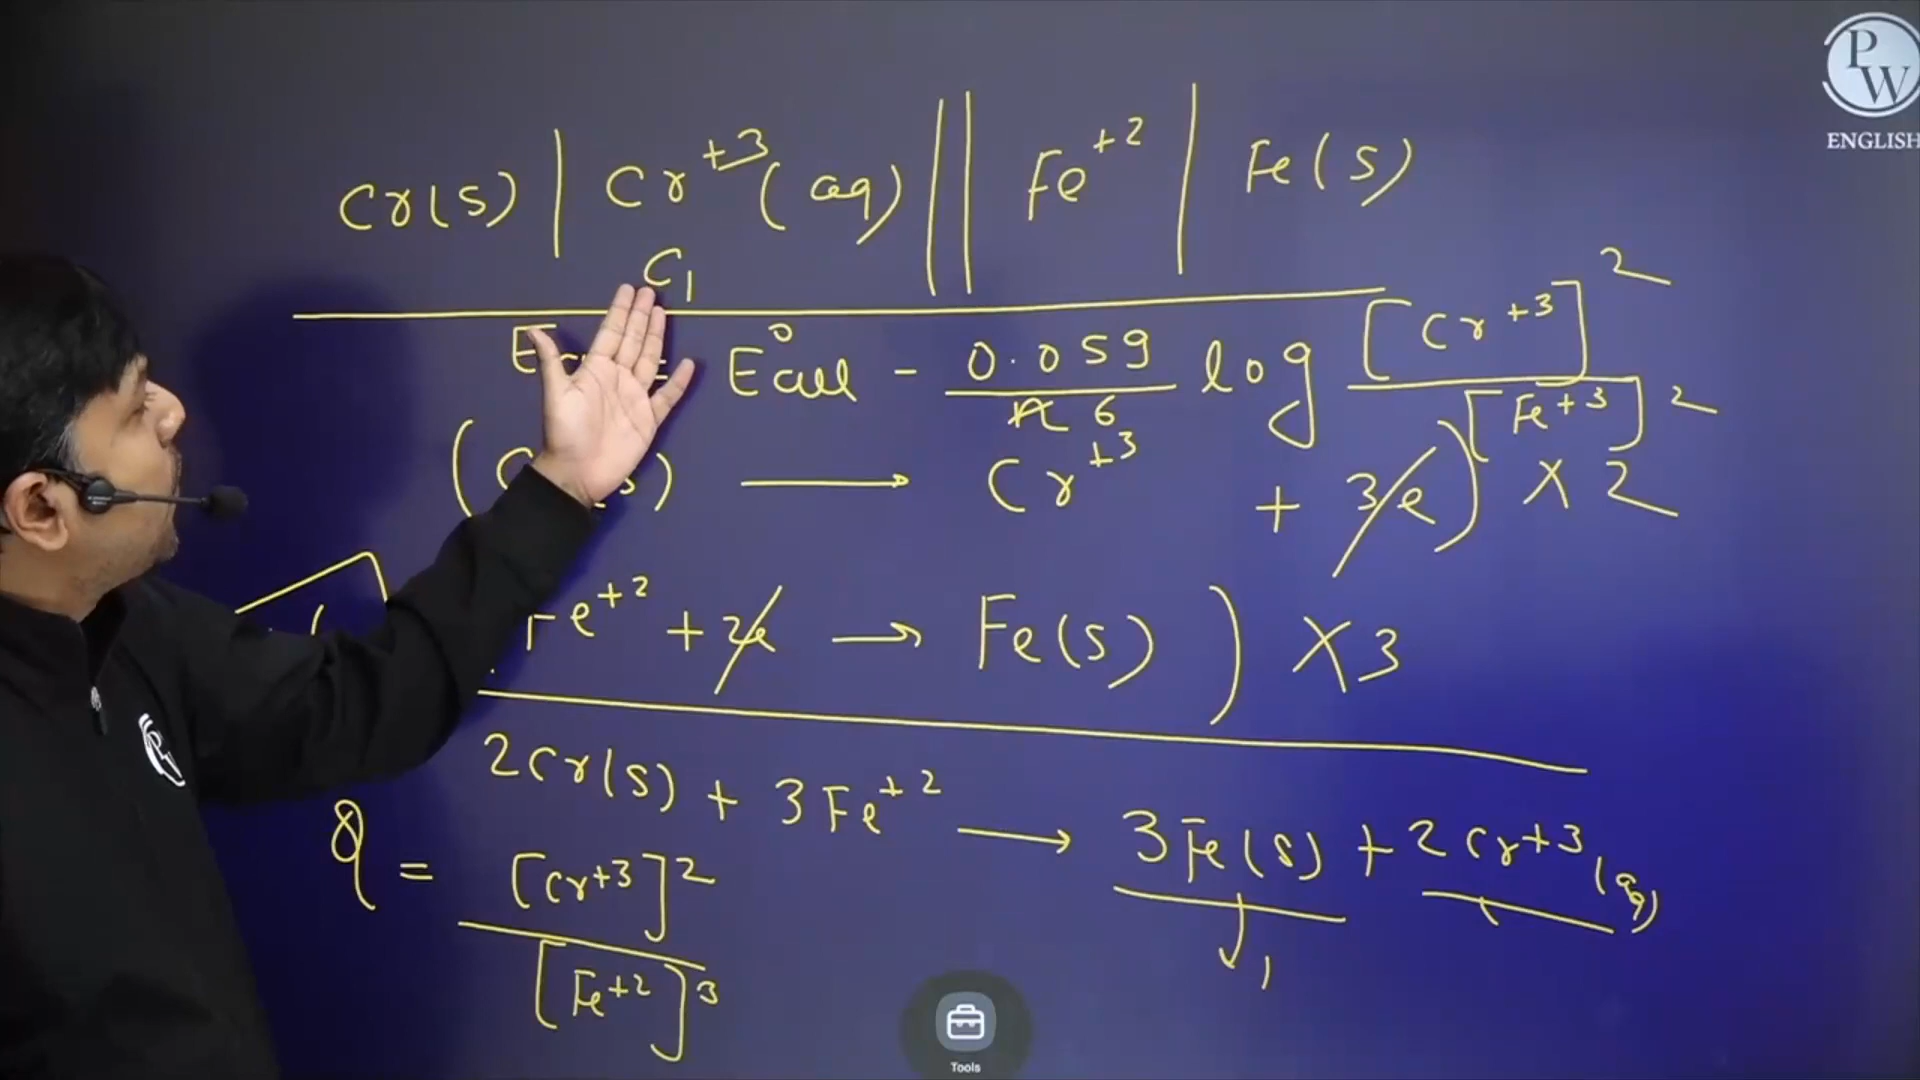 PW
ENGLISH
Cr(s) | Cr+3(aq) || Fe+2 | Fe(s)
C1
= E°cell - 0.059/n 6 log [Cr+3]2/[Fe+3]2
s) → Cr+3 + 3e) × 2
Fe+2 + 2e → Fe(s) ) × 3
2Cr(s) + 3Fe+2 → 3Fe(s) + 2Cr+3(aq)
1
Q = [Cr+3]2/[Fe+2]3
Tools